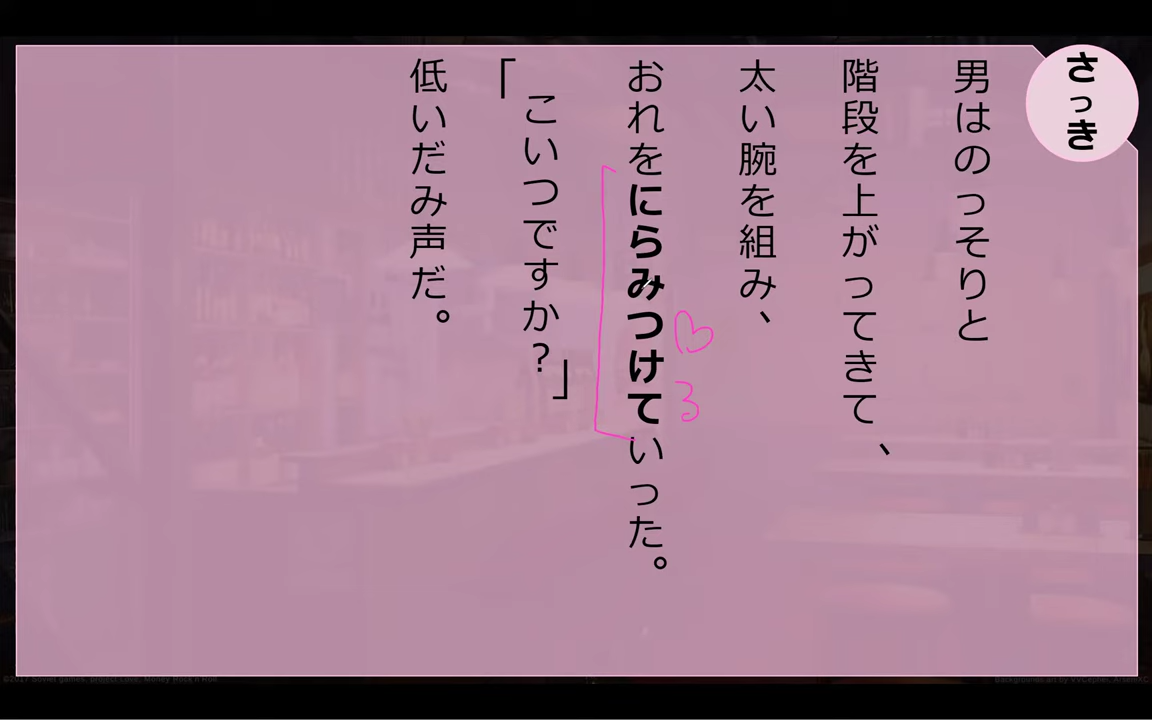 さっき
男はのっそりと
階段を上がってきて、
太い腕を組み、
おれをにらみつけていった。
る
「こいつですか?」
低いだみ声だ。